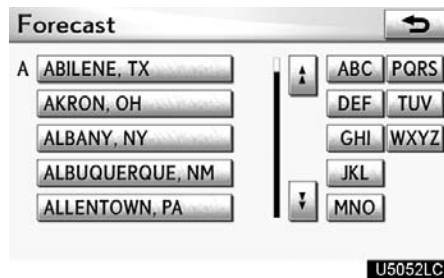 Forecast
A ABILENE, TX ABC PQRS
AKRON, OH DEF TUV
ALBANY, NY GHI WXYZ
ALBUQUERQUE, NM JKL
ALLENTOWN, PA MNO
U5052LC